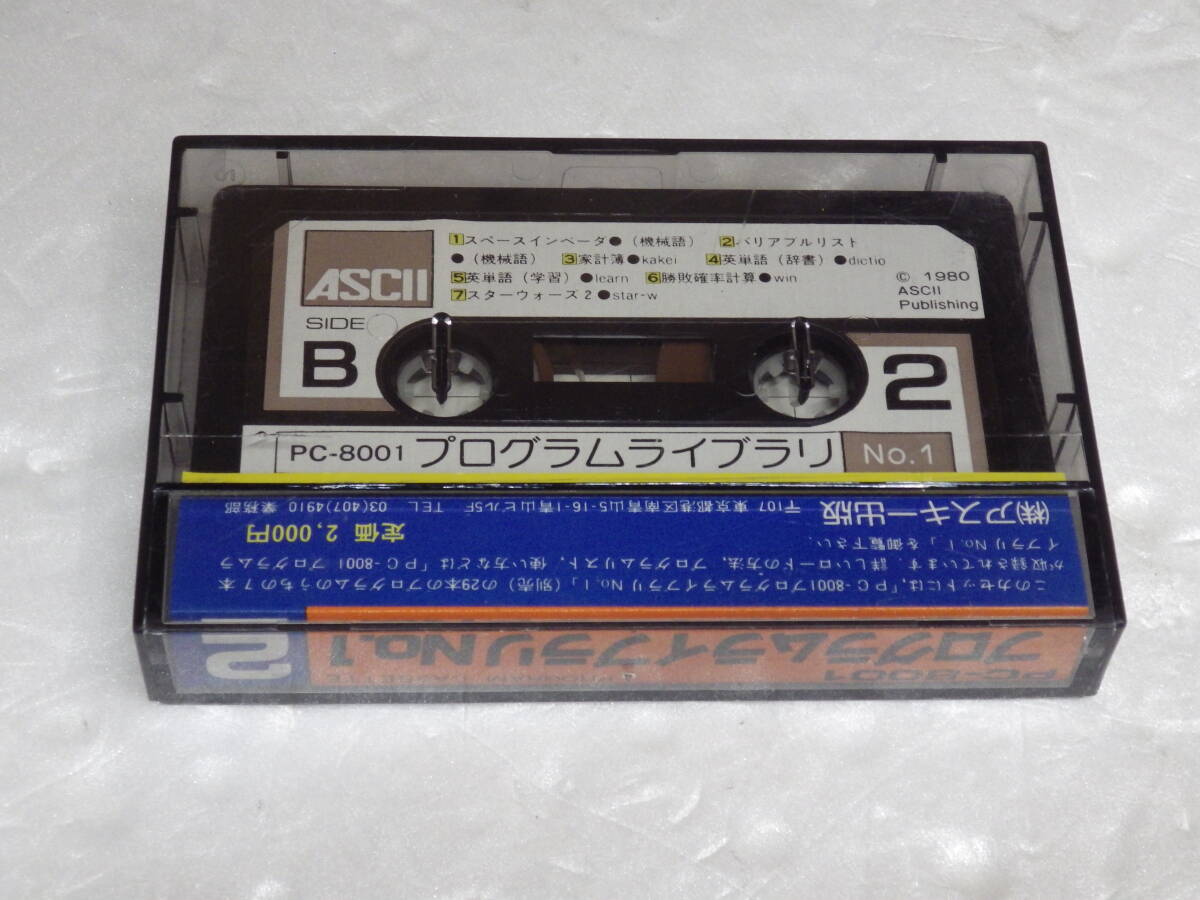 ASCII
1 スペースインベーダ●（機械語） 2 バリアブルリスト
●（機械語） 3 家計簿●kakei 4 英単語（辞書）●dictio
5 英単語（学習）●learn 6 勝敗確率計算●win
7 スターウォーズ2●star-w
© 1980
ASCII
Publishing
SIDE
B
2
PC-8001 プログラムライブラリ No.1
このカセットには，「PC-8001プログラムライブラリNo.1」（別売）の29本のプログラムのうちの7本
が収録されています．詳しいロードの方法，プログラムリスト，使い方などは「PC-8001プログラムラ
イブラリNo.1」を御覧下さい．
定価 2,000円
㈱アスキー出版
〒107 東京都港区南青山5-16-1青山ヒル5F TEL 03(407)4910 業務部
PC-8001
プログラムライブラリNo.1
PROGRAM CASSETTE
2